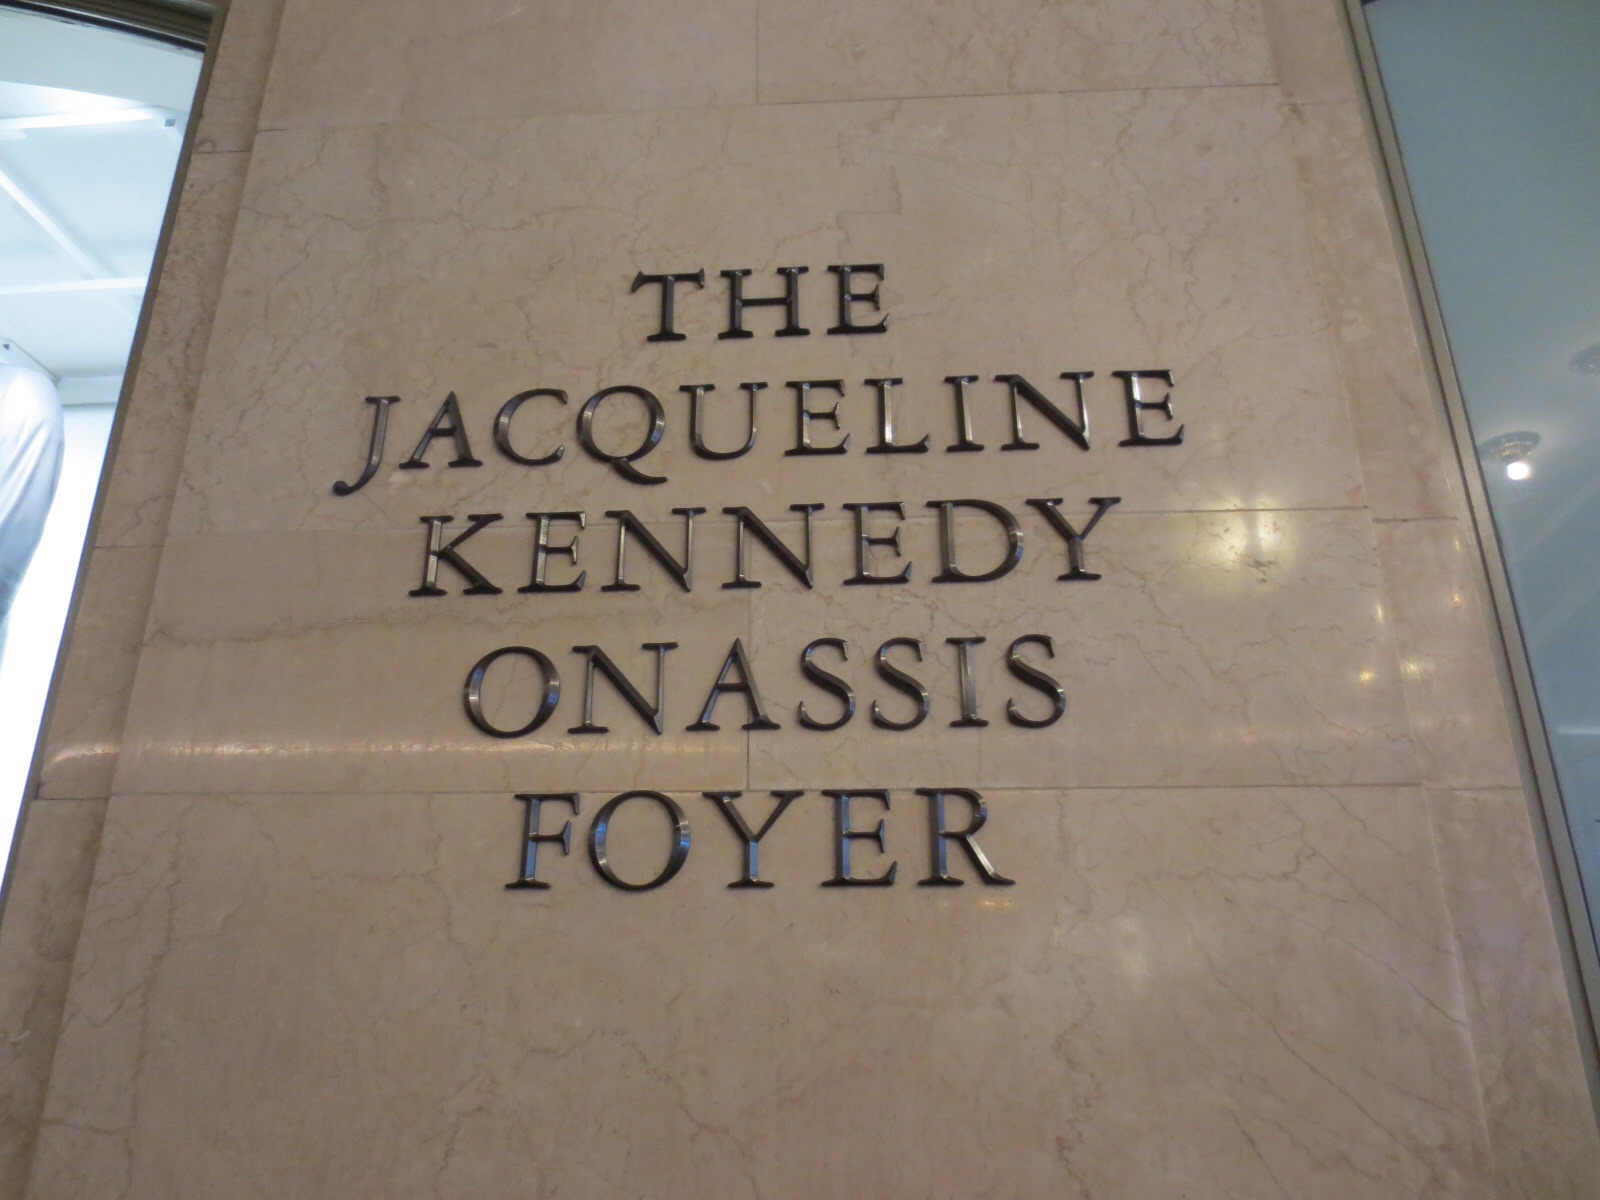 THE
JACQUELINE
KENNEDY
ONASSIS
FOYER